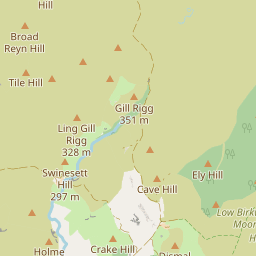 Hill
Broad
Reyn Hill
Tile Hill
Gill Rigg
351 m
Ling Gill
Rigg
328 m
Swinesett
Hill
297 m
Ely Hill
Cave Hill
Low Birk
Moor
Holme
Crake Hill
Dismal